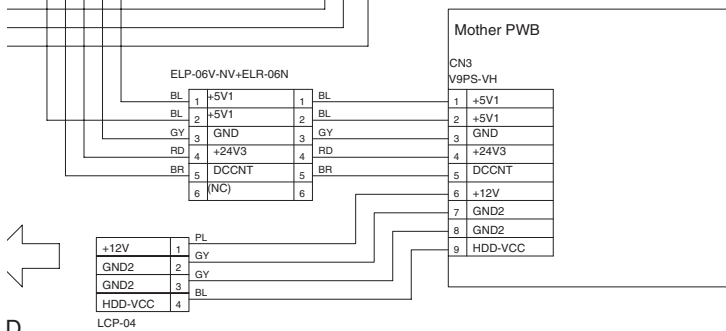 Mother PWB
CN3
V9PS-VH
ELP-06V-NV+ELR-06N
BL 1 +5V1 1 BL 1 +5V1
BL 2 +5V1 2 BL 2 +5V1
GY 3 GND 3 GY 3 GND
RD 4 +24V3 4 RD 4 +24V3
BR 5 DCCNT 5 BR 5 DCCNT
6 (NC) 6 6 +12V
7 GND2
8 GND2
9 HDD-VCC
+12V 1 PL
GND2 2 GY
GND2 3 GY
HDD-VCC 4 BL
LCP-04
D